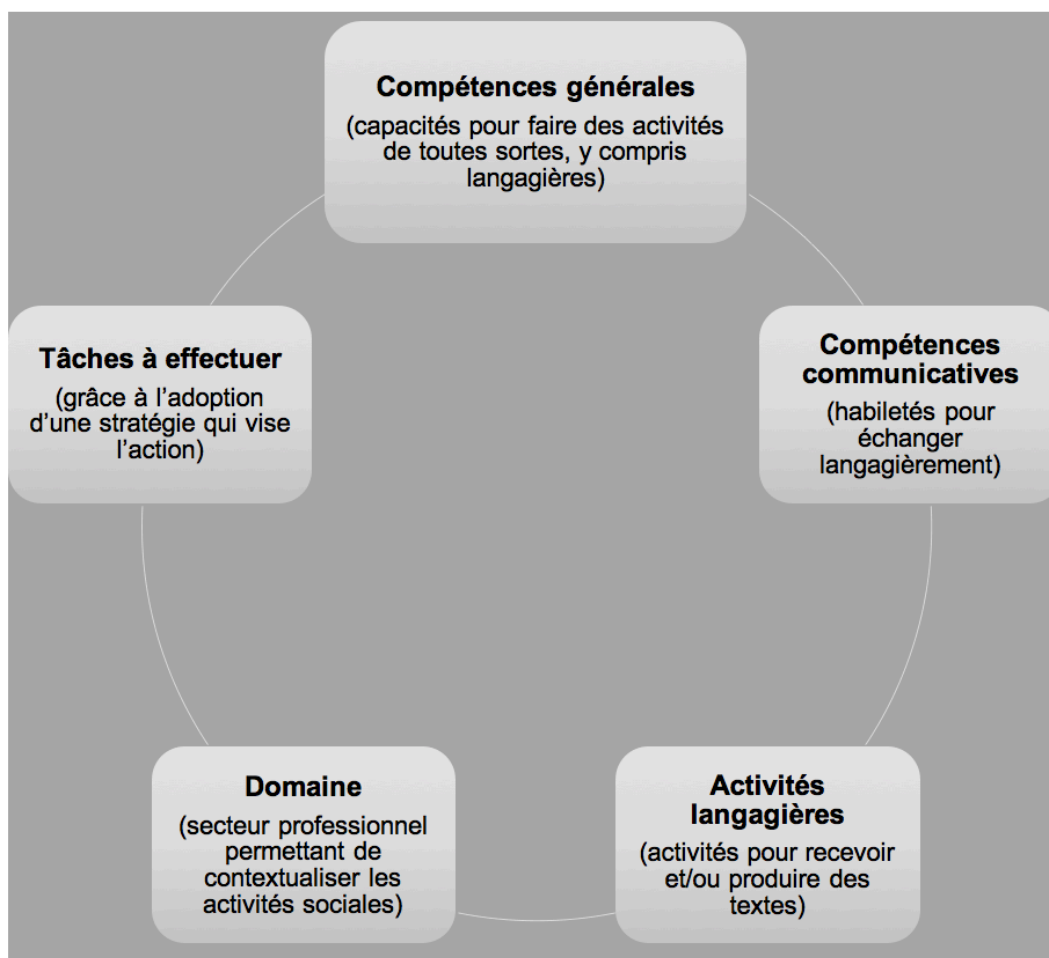 Compétences générales
(capacités pour faire des activités
de toutes sortes, y compris
langagières)
Tâches à effectuer
(grâce à l'adoption
d'une stratégie qui vise
l'action)
Compétences
communicatives
(habiletés pour
échanger
langagièrement)
Domaine
(secteur professionnel
permettant de
contextualiser les
activités sociales)
Activités
langagières
(activités pour recevoir
et/ou produire des
textes)